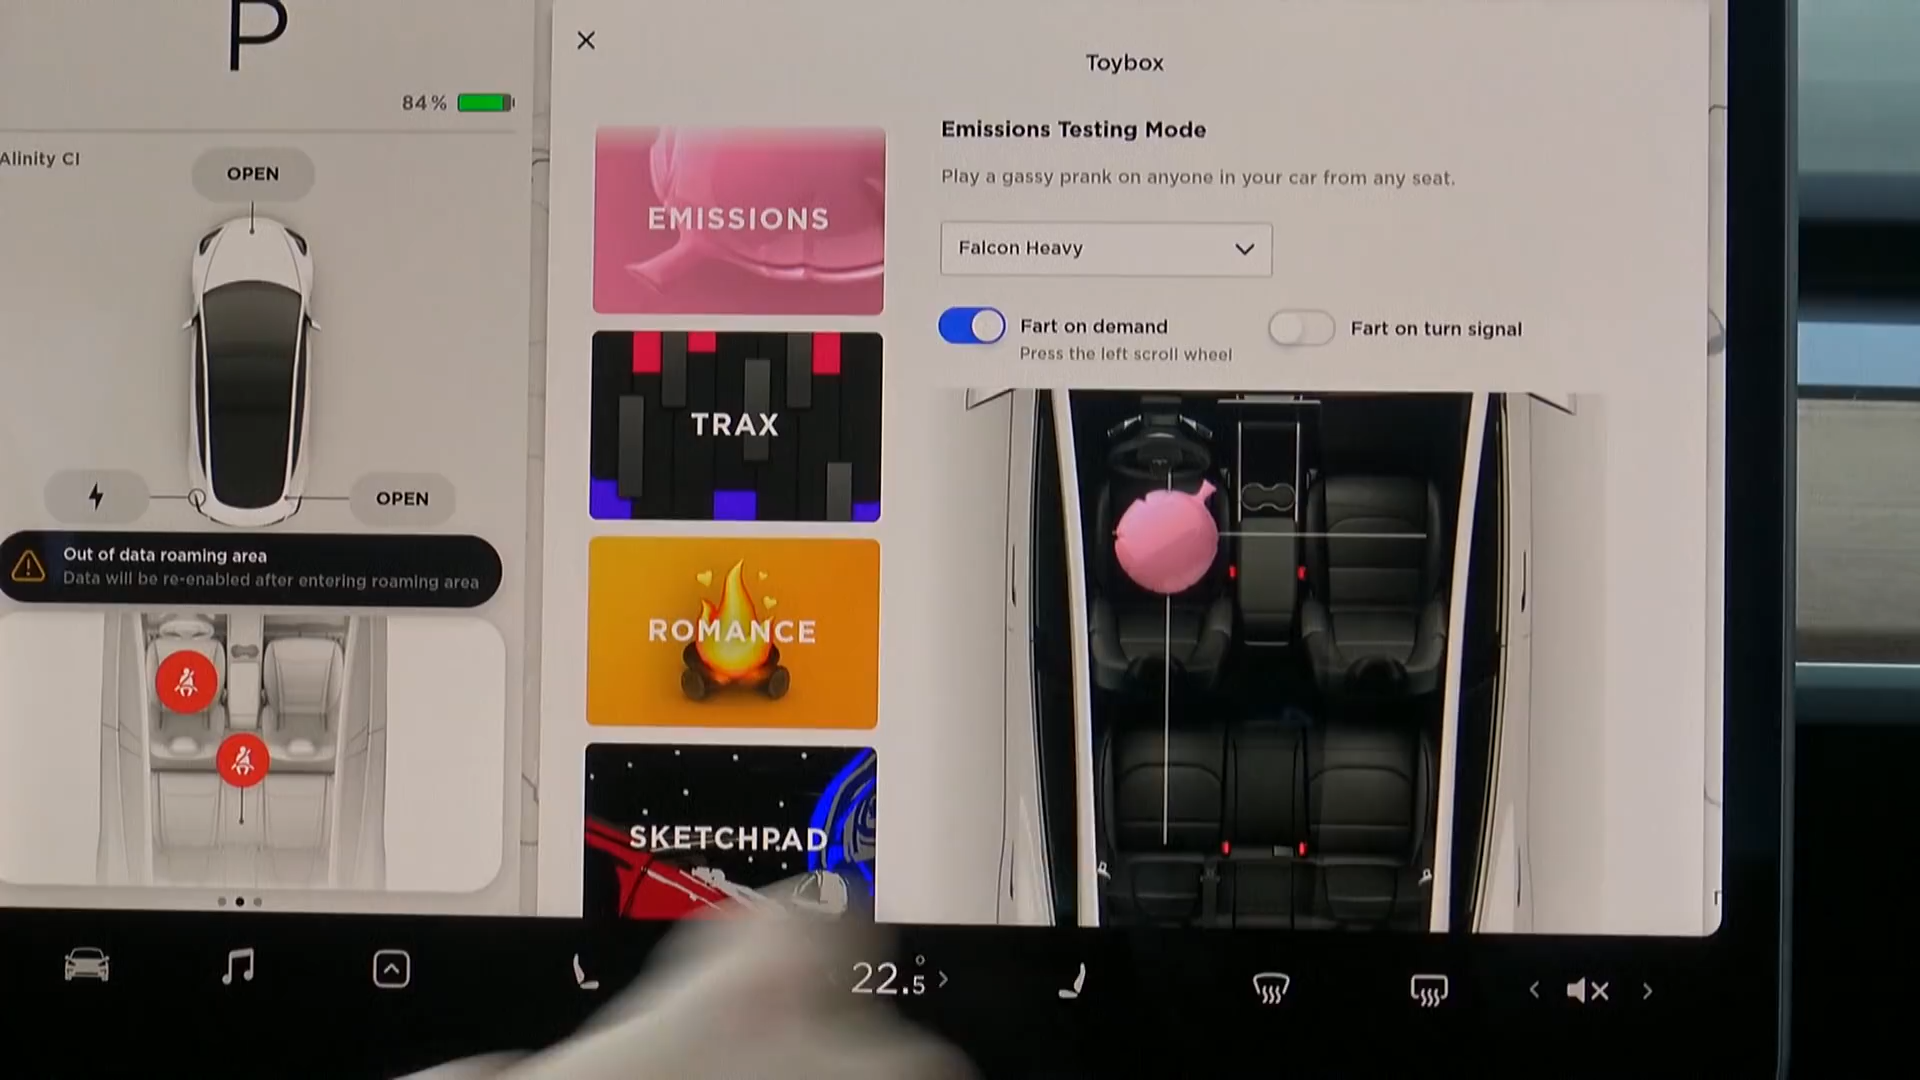 P
84%
Alinity CI
OPEN
OPEN
Out of data roaming area
Data will be re-enabled after entering roaming area
Toybox
EMISSIONS
TRAX
ROMANCE
SKETCHPAD
Emissions Testing Mode
Play a gassy prank on anyone in your car from any seat.
Falcon Heavy
Fart on demand
Press the left scroll wheel
Fart on turn signal
22.5°